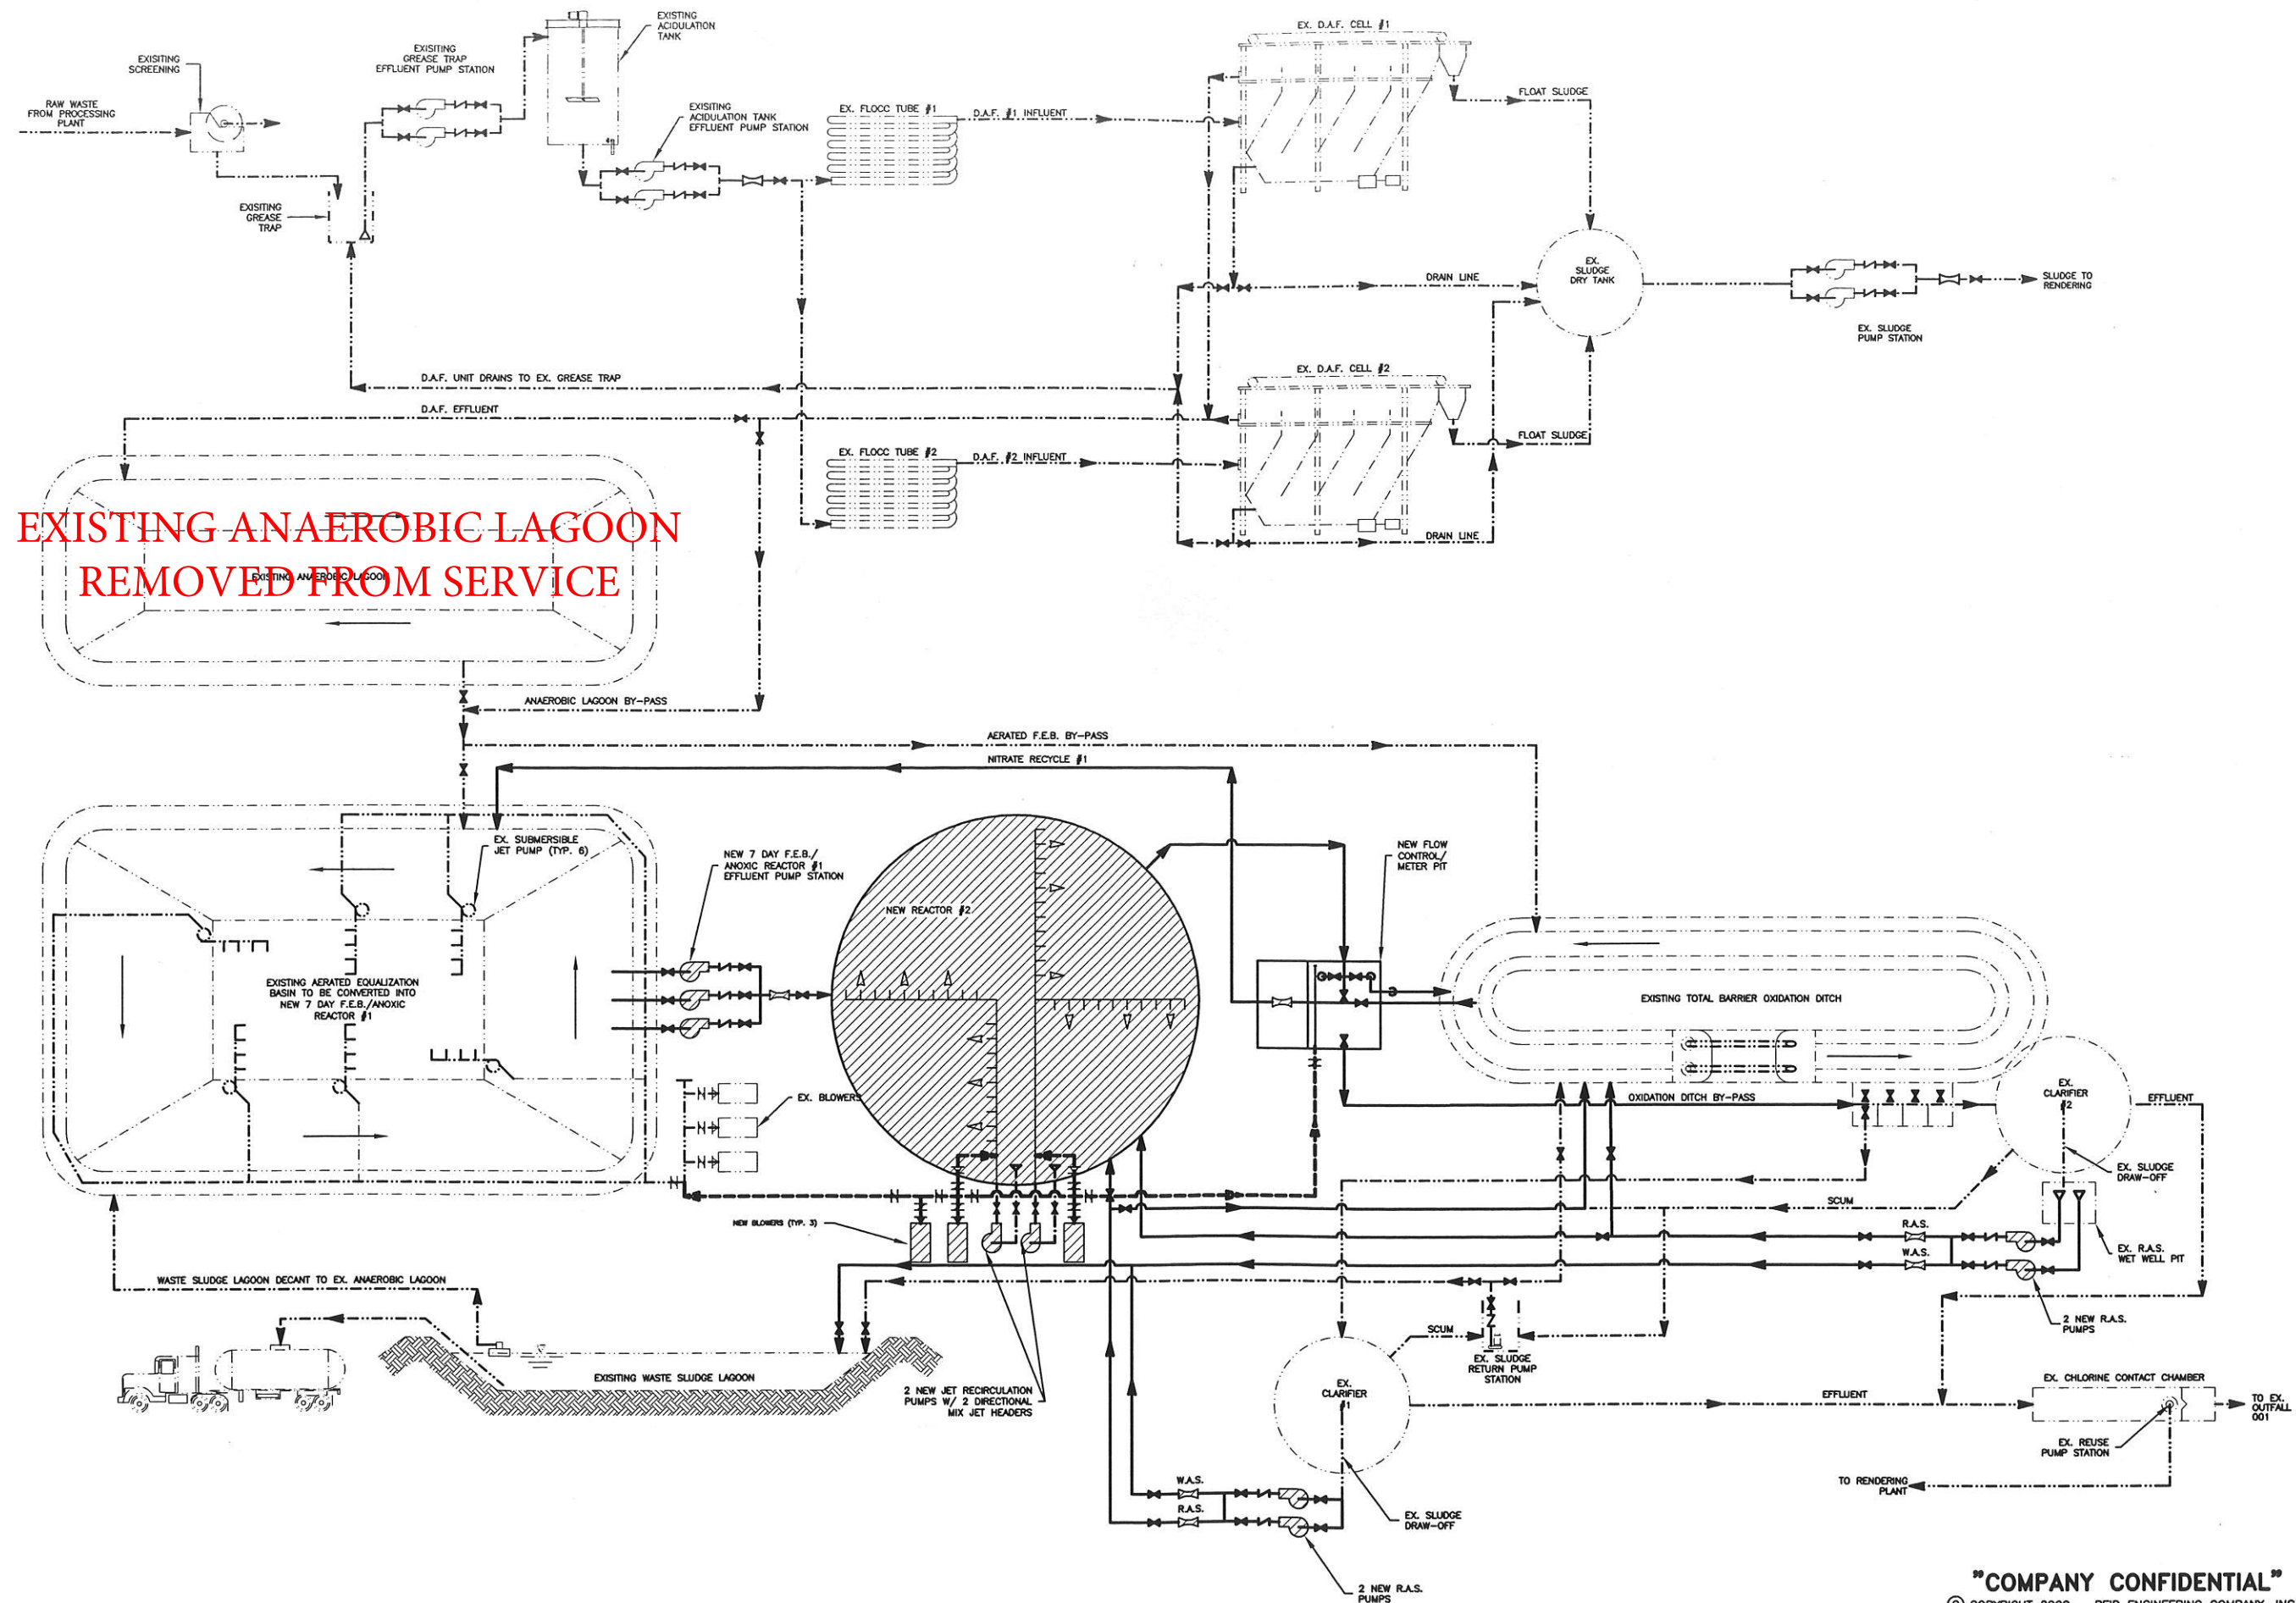 EXISITING
SCREENING
RAW WASTE
FROM PROCESSING
PLANT
EXISITING
GREASE TRAP
EFFLUENT PUMP STATION
EXISTING
ACIDULATION
TANK
EXISITING
GREASE
TRAP
EXISITING
ACIDULATION TANK
EFFLUENT PUMP STATION
EX. FLOCC TUBE #1
D.A.F. #1 INFLUENT
EX. D.A.F. CELL #1
FLOAT SLUDGE
DRAIN LINE
EX.
SLUDGE
DRY TANK
SLUDGE TO
RENDERING
EX. SLUDGE
PUMP STATION
D.A.F. UNIT DRAINS TO EX. GREASE TRAP
D.A.F. EFFLUENT
EX. FLOCC TUBE #2
D.A.F. #2 INFLUENT
EX. D.A.F. CELL #2
FLOAT SLUDGE
DRAIN LINE
EXISTING ANAEROBIC LAGOON
REMOVED FROM SERVICE
EXISTING ANAEROBIC LAGOON
ANAEROBIC LAGOON BY-PASS
AERATED F.E.B. BY-PASS
NITRATE RECYCLE #1
EX. SUBMERSIBLE
JET PUMP (TYP. 6)
NEW 7 DAY F.E.B./
ANOXIC REACTOR #1
EFFLUENT PUMP STATION
NEW REACTOR #2
NEW FLOW
CONTROL/
METER PIT
EXISTING AERATED EQUALIZATION
BASIN TO BE CONVERTED INTO
NEW 7 DAY F.E.B./ANOXIC
REACTOR #1
EXISTING TOTAL BARRIER OXIDATION DITCH
EX. BLOWERS
OXIDATION DITCH BY-PASS
EX.
CLARIFIER
#2
EFFLUENT
EX. SLUDGE
DRAW-OFF
SCUM
NEW BLOWERS (TYP. 3)
R.A.S.
W.A.S.
EX. R.A.S.
WET WELL PIT
2 NEW R.A.S.
PUMPS
WASTE SLUDGE LAGOON DECANT TO EX. ANAEROBIC LAGOON
EXISITING WASTE SLUDGE LAGOON
2 NEW JET RECIRCULATION
PUMPS W/ 2 DIRECTIONAL
MIX JET HEADERS
SCUM
EX. SLUDGE
RETURN PUMP
STATION
EX.
CLARIFIER
#1
EFFLUENT
EX. CHLORINE CONTACT CHAMBER
TO EX.
OUTFALL
001
EX. REUSE
PUMP STATION
TO RENDERING
PLANT
W.A.S.
R.A.S.
EX. SLUDGE
DRAW-OFF
2 NEW R.A.S.
PUMPS
"COMPANY CONFIDENTIAL"